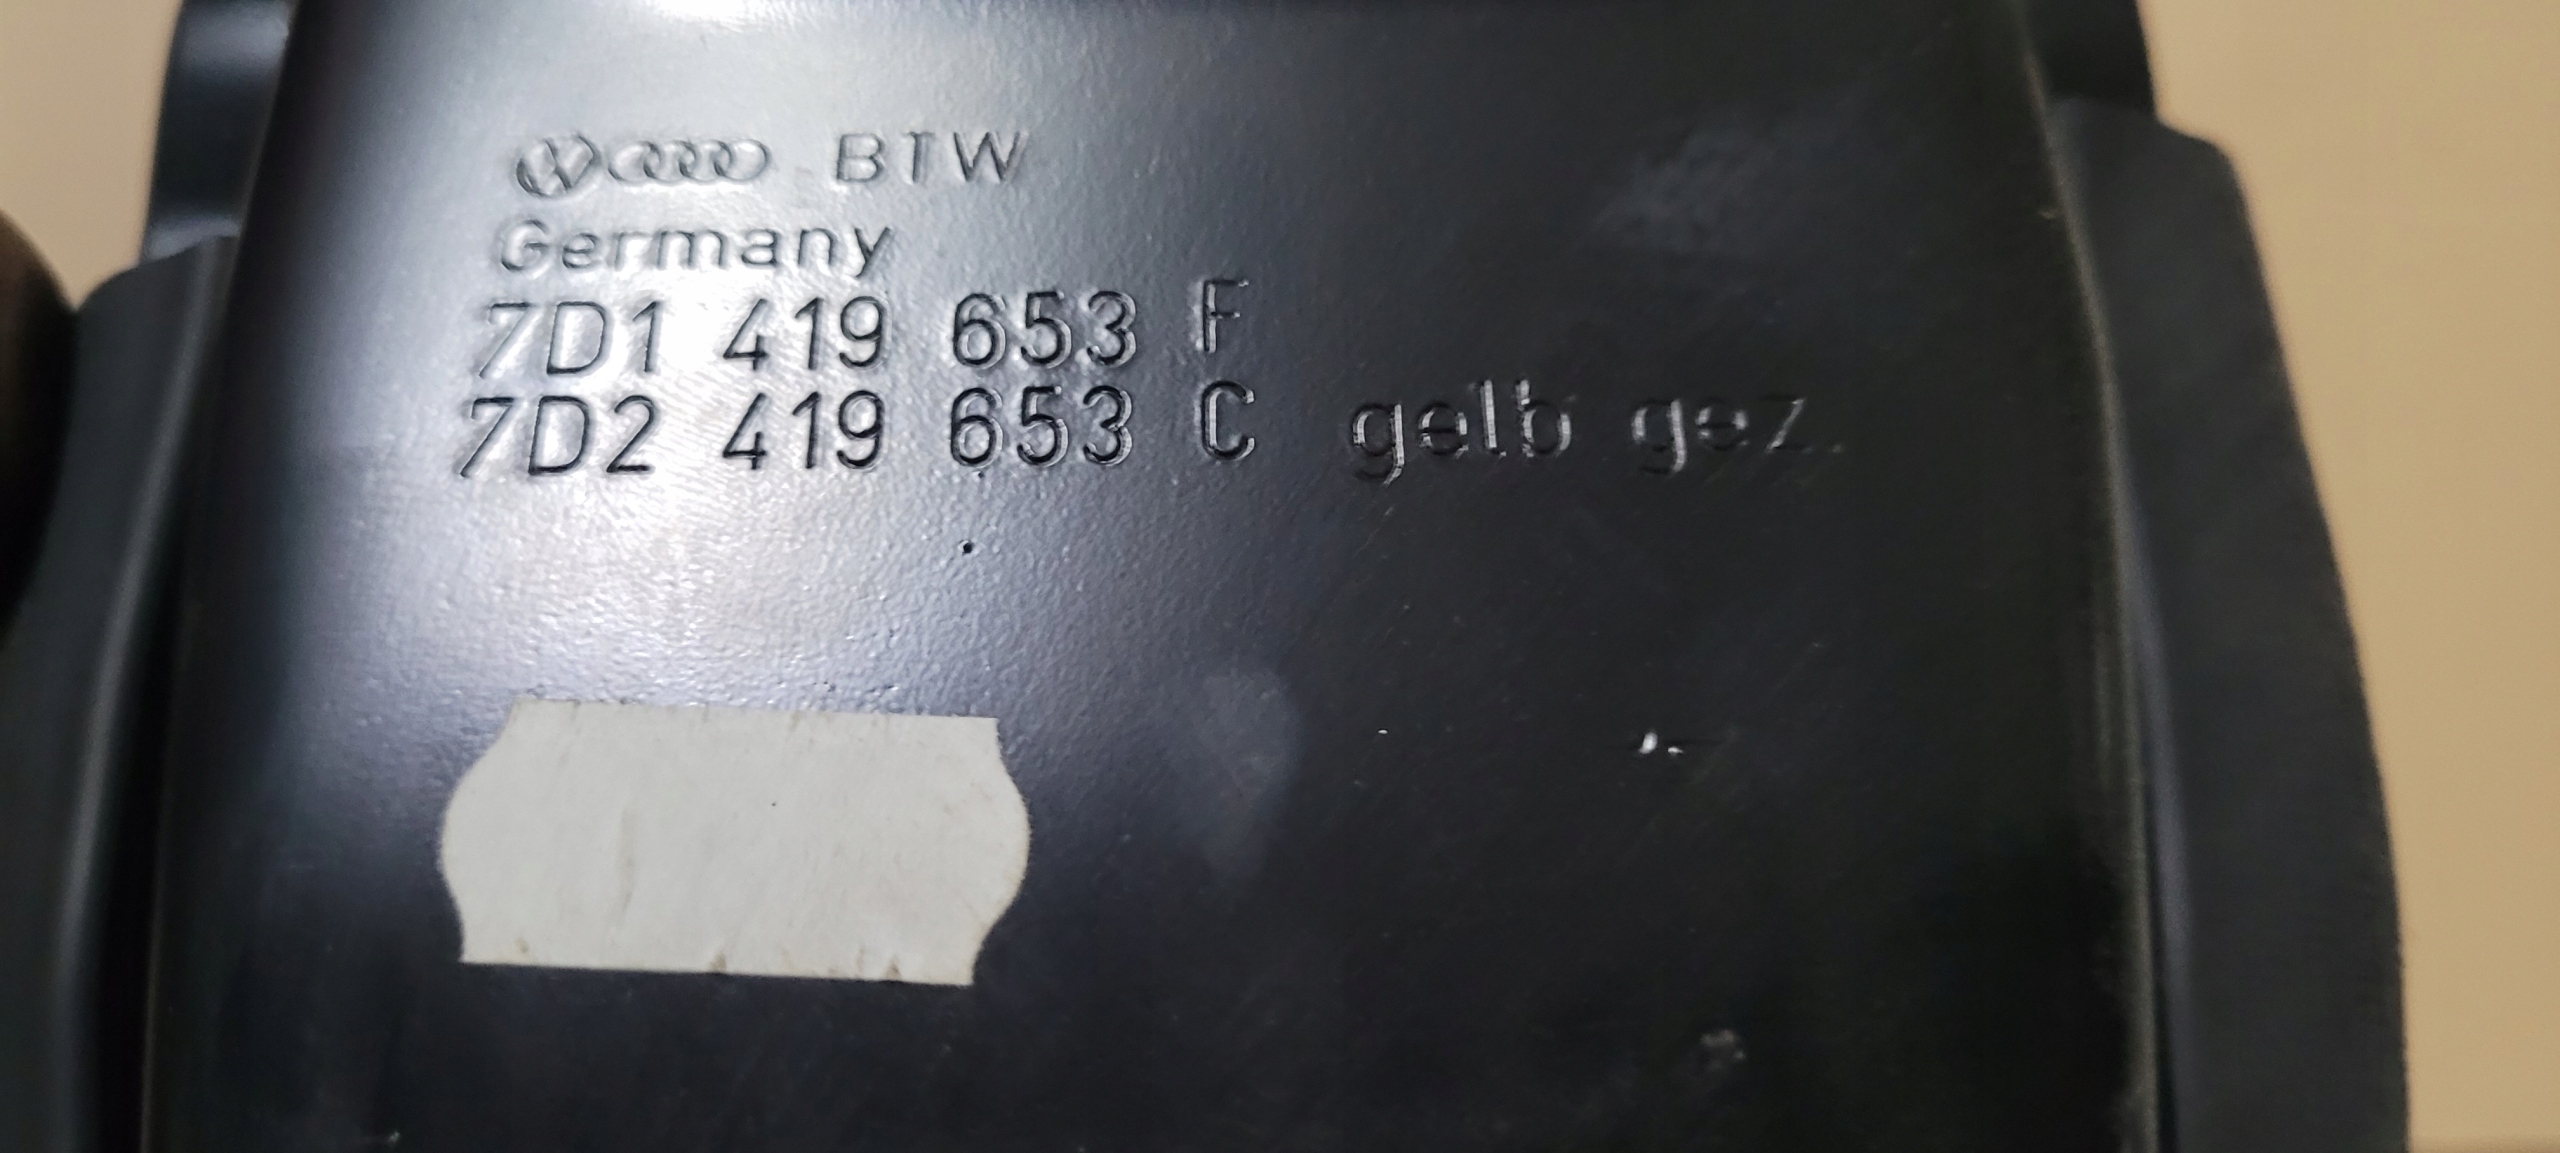 BTW
Germany
7D1 419 653 F
7D2 419 653 C gelb gez.